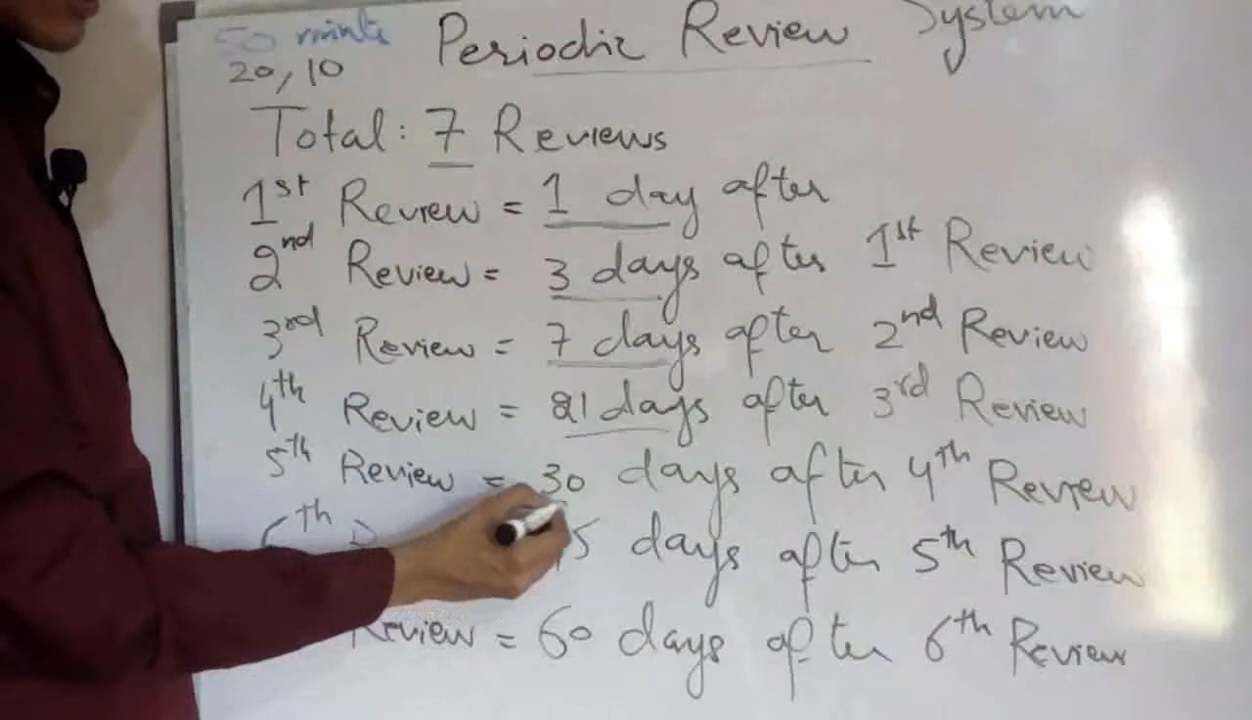 50 mints
20,10
Periodic Review System
Total: 7 Reviews
1st Review = 1 day after
2nd Review = 3 days after 1st Review
3rd Review = 7 days after 2nd Review
4th Review = 21 days after 3rd Review
5th Review = 30 days after 4th Review
6th days after 5th Review
Review = 60 days after 6th Review